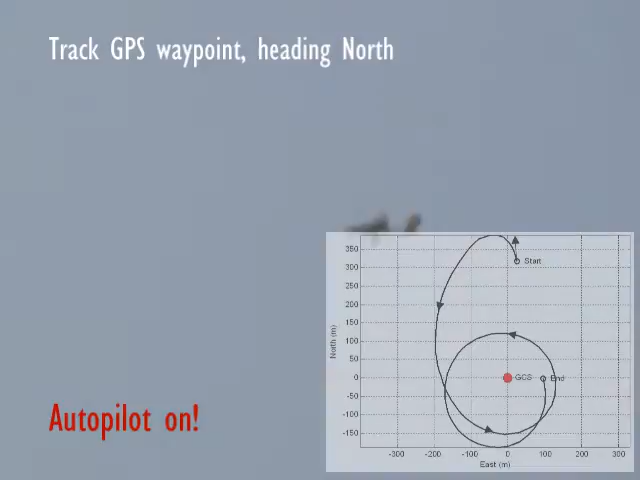 Track GPS waypoint, heading North
350
300
Start
250
200
150
100
50
0
GCS
End
-50
-100
-150
North (m)
-300 -200 -100 0 100 200 300
East (m)
Autopilot on!